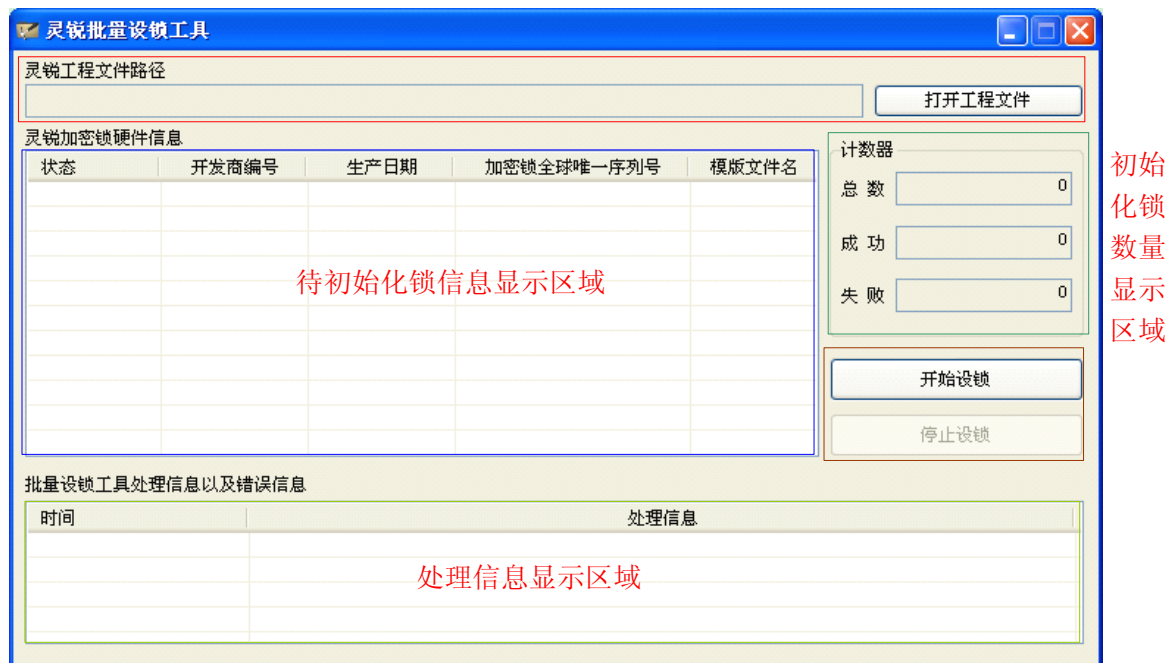 灵锐批量设锁工具
灵锐工程文件路径
打开工程文件
灵锐加密锁硬件信息
状态 开发商编号 生产日期 加密锁全球唯一序列号 模版文件名
待初始化锁信息显示区域
计数器
总 数 0
成 功 0
失 败 0
初始
化锁
数量
显示
区域
开始设锁
停止设锁
批量设锁工具处理信息以及错误信息
时间 处理信息
处理信息显示区域